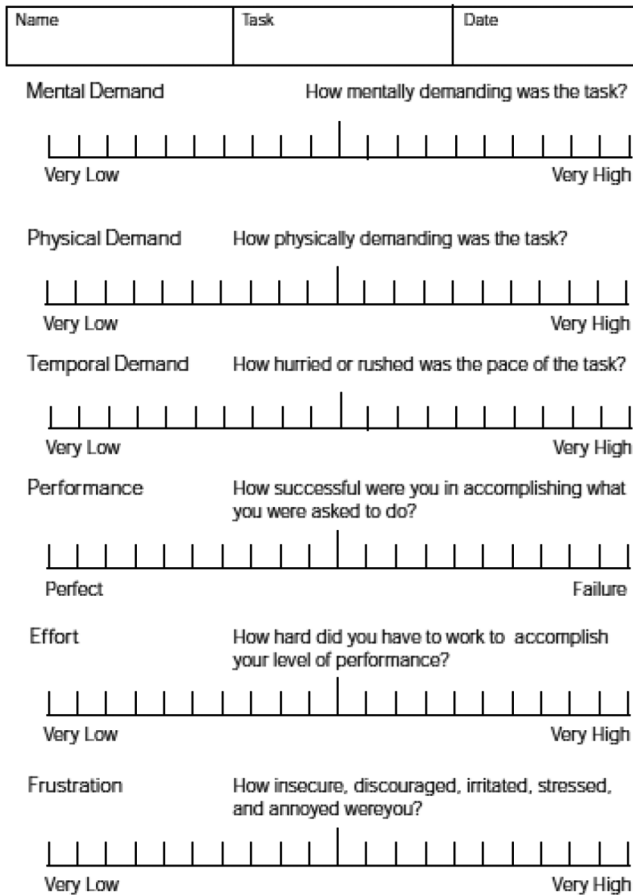 Name Task Date
Mental Demand How mentally demanding was the task?
Very Low Very High
Physical Demand How physically demanding was the task?
Very Low Very High
Temporal Demand How hurried or rushed was the pace of the task?
Very Low Very High
Performance How successful were you in accomplishing what
you were asked to do?
Perfect Failure
Effort How hard did you have to work to accomplish
your level of performance?
Very Low Very High
Frustration How insecure, discouraged, irritated, stressed,
and annoyed wereyou?
Very Low Very High